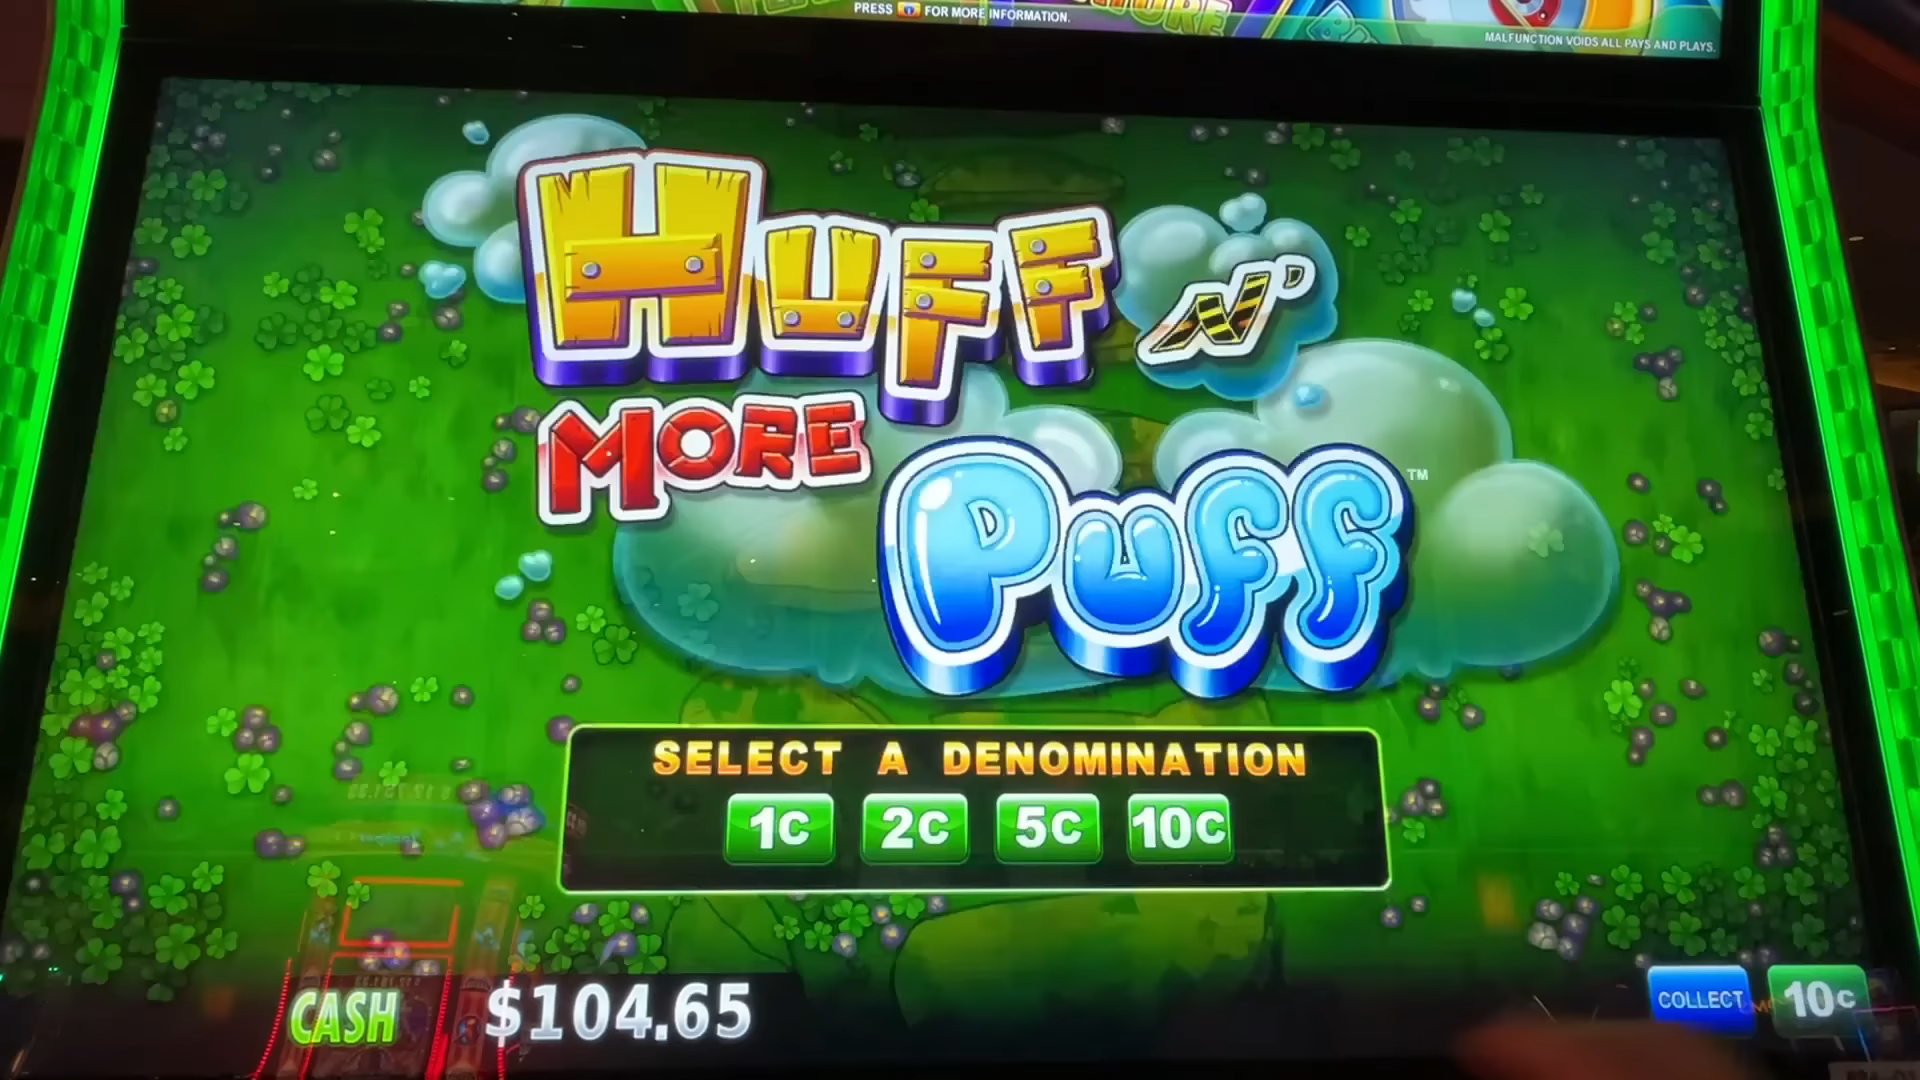 PRESS FOR MORE INFORMATION.
MALFUNCTION VOIDS ALL PAYS AND PLAYS.
HUFF N'
MORE
PUFF™
SELECT A DENOMINATION
1C 2C 5C 10C
CASH $104.65
COLLECT 10C